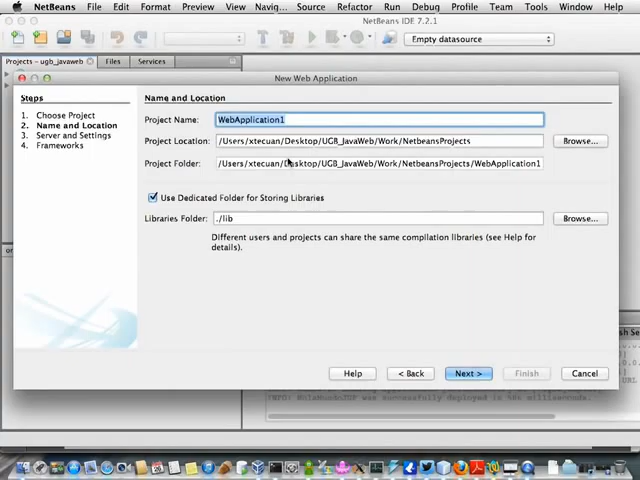 NetBeans File Edit Format Project View Navig... Source Refactor Run Debug Profile Team Tools Window Help
NetBeans IDE 7.2.1
Empty datasource
Projects - ugb_javaweb Files Services
New Web Application
Steps
1. Choose Project
2. Name and Location
3. Server and Settings
4. Frameworks
Name and Location
Project Name: WebApplication1
Project Location: /Users/xtecuan/Desktop/UGB_JavaWeb/Work/NetbeansProjects Browse...
Project Folder: /Users/xtecuan/Desktop/UGB_JavaWeb/Work/NetbeansProjects/WebApplication1
Use Dedicated Folder for Storing Libraries
Libraries Folder: ./lib Browse...
Different users and projects can share the same compilation libraries (see Help for
details).
Help < Back Next > Finish Cancel